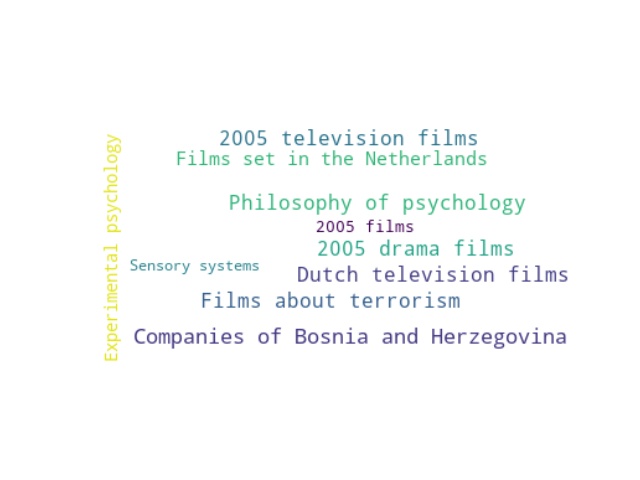 2005 television films
Films set in the Netherlands
Experimental psychology
Philosophy of psychology
2005 films
2005 drama films
Sensory systems
Dutch television films
Films about terrorism
Companies of Bosnia and Herzegovina